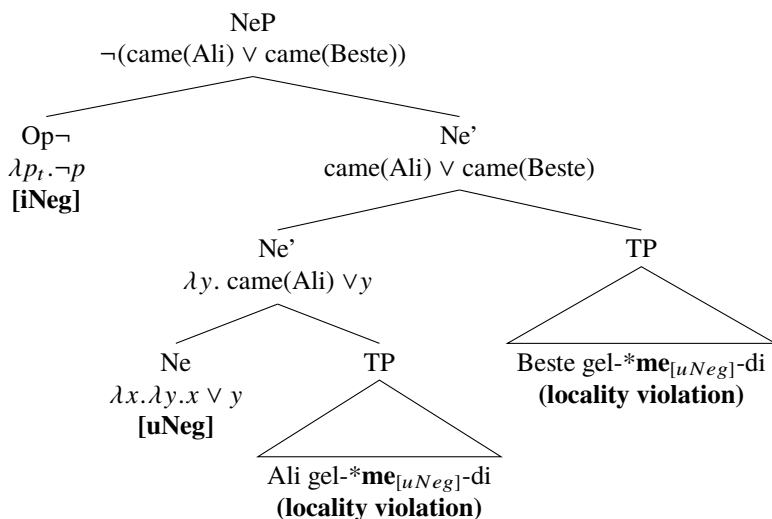 NeP
¬(came(Ali) ∨ came(Beste))
Op¬
λp_t.¬p
[iNeg]
Ne’
came(Ali) ∨ came(Beste)
Ne’
λy. came(Ali) ∨y
TP
Ne
λx.λy.x ∨ y
[uNeg]
TP
Beste gel-*me[uNeg]-di
(locality violation)
Ali gel-*me[uNeg]-di
(locality violation)